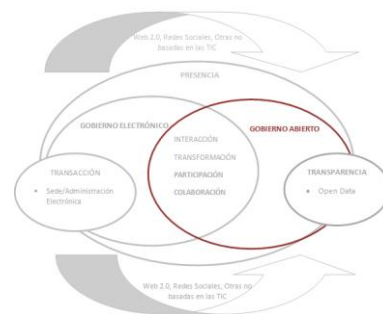 Web 2.0, Redes Sociales, Otras no
basadas en las TIC
PRESENCIA
GOBIERNO ELECTRÓNICO
GOBIERNO ABIERTO
INTERACCIÓN
TRANSFORMACIÓN
PARTICIPACIÓN
COLABORACIÓN
TRANSACCIÓN
• Sede/Administración
Electrónica
TRANSPARENCIA
• Open Data
Web 2.0, Redes Sociales, Otras no
basadas en las TIC